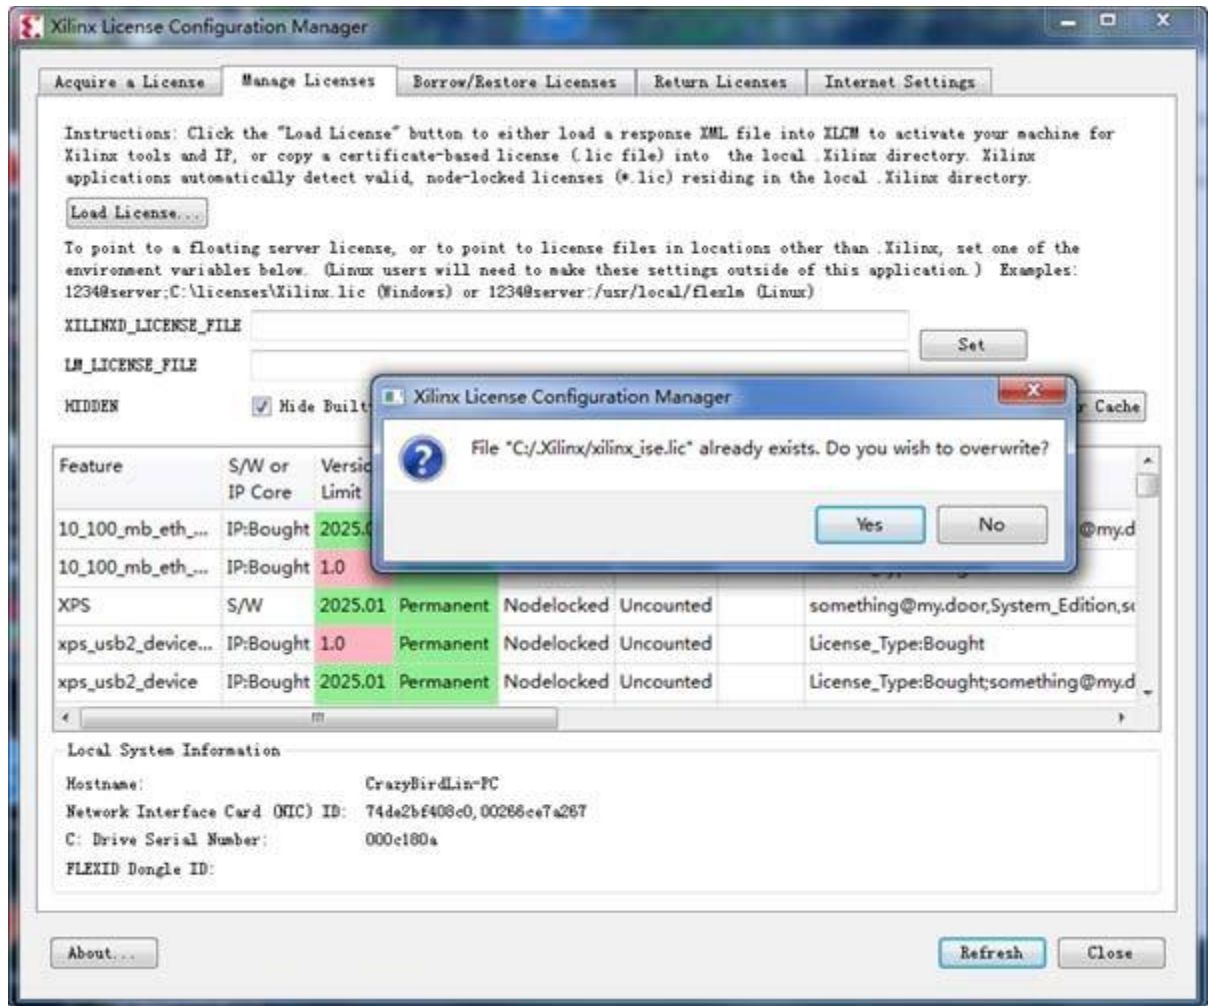 Xilinx License Configuration Manager
Acquire a License Manage Licenses Borrow/Restore Licenses Return Licenses Internet Settings
Instructions: Click the "Load License" button to either load a response XML file into XLCM to activate your machine for
Xilinx tools and IP, or copy a certificate-based license (.lic file) into the local .Xilinx directory. Xilinx
applications automatically detect valid, node-locked licenses (*.lic) residing in the local .Xilinx directory.
Load License...
To point to a floating server license, or to point to license files in locations other than .Xilinx, set one of the
environment variables below. (Linux users will need to make these settings outside of this application.) Examples:
1234@server;C:\licenses\Xilinx.lic (Windows) or 1234@server:/usr/local/flexlm (Linux)
XILINXD_LICENSE_FILE
Set
LM_LICENSE_FILE
HIDDEN Hide Built Cache
Xilinx License Configuration Manager
File "C:/.Xilinx/xilinx_ise.lic" already exists. Do you wish to overwrite?
Yes No
Feature S/W or IP Core Versio Limit
10_100_mb_eth_... IP:Bought 2025.0 @my.d
10_100_mb_eth_... IP:Bought 1.0
XPS S/W 2025.01 Permanent Nodelocked Uncounted something@my.door,System_Edition,so
xps_usb2_device... IP:Bought 1.0 Permanent Nodelocked Uncounted License_Type:Bought
xps_usb2_device IP:Bought 2025.01 Permanent Nodelocked Uncounted License_Type:Bought;something@my.d
Local System Information
Hostname: CrazyBirdLin-PC
Network Interface Card (NIC) ID: 74de2bf408c0,00266ce7a267
C: Drive Serial Number: 000c180a
FLEXID Dongle ID:
About... Refresh Close